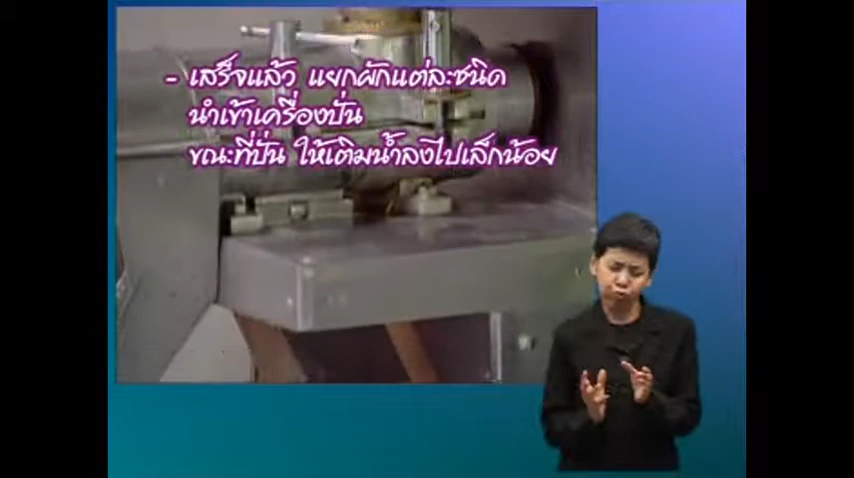 - เสร็จแล้ว แยกผักแต่ละชนิด
นำเข้าเครื่องปั่น
ขณะที่ปั่น ให้เติมน้ำลงไปเล็กน้อย